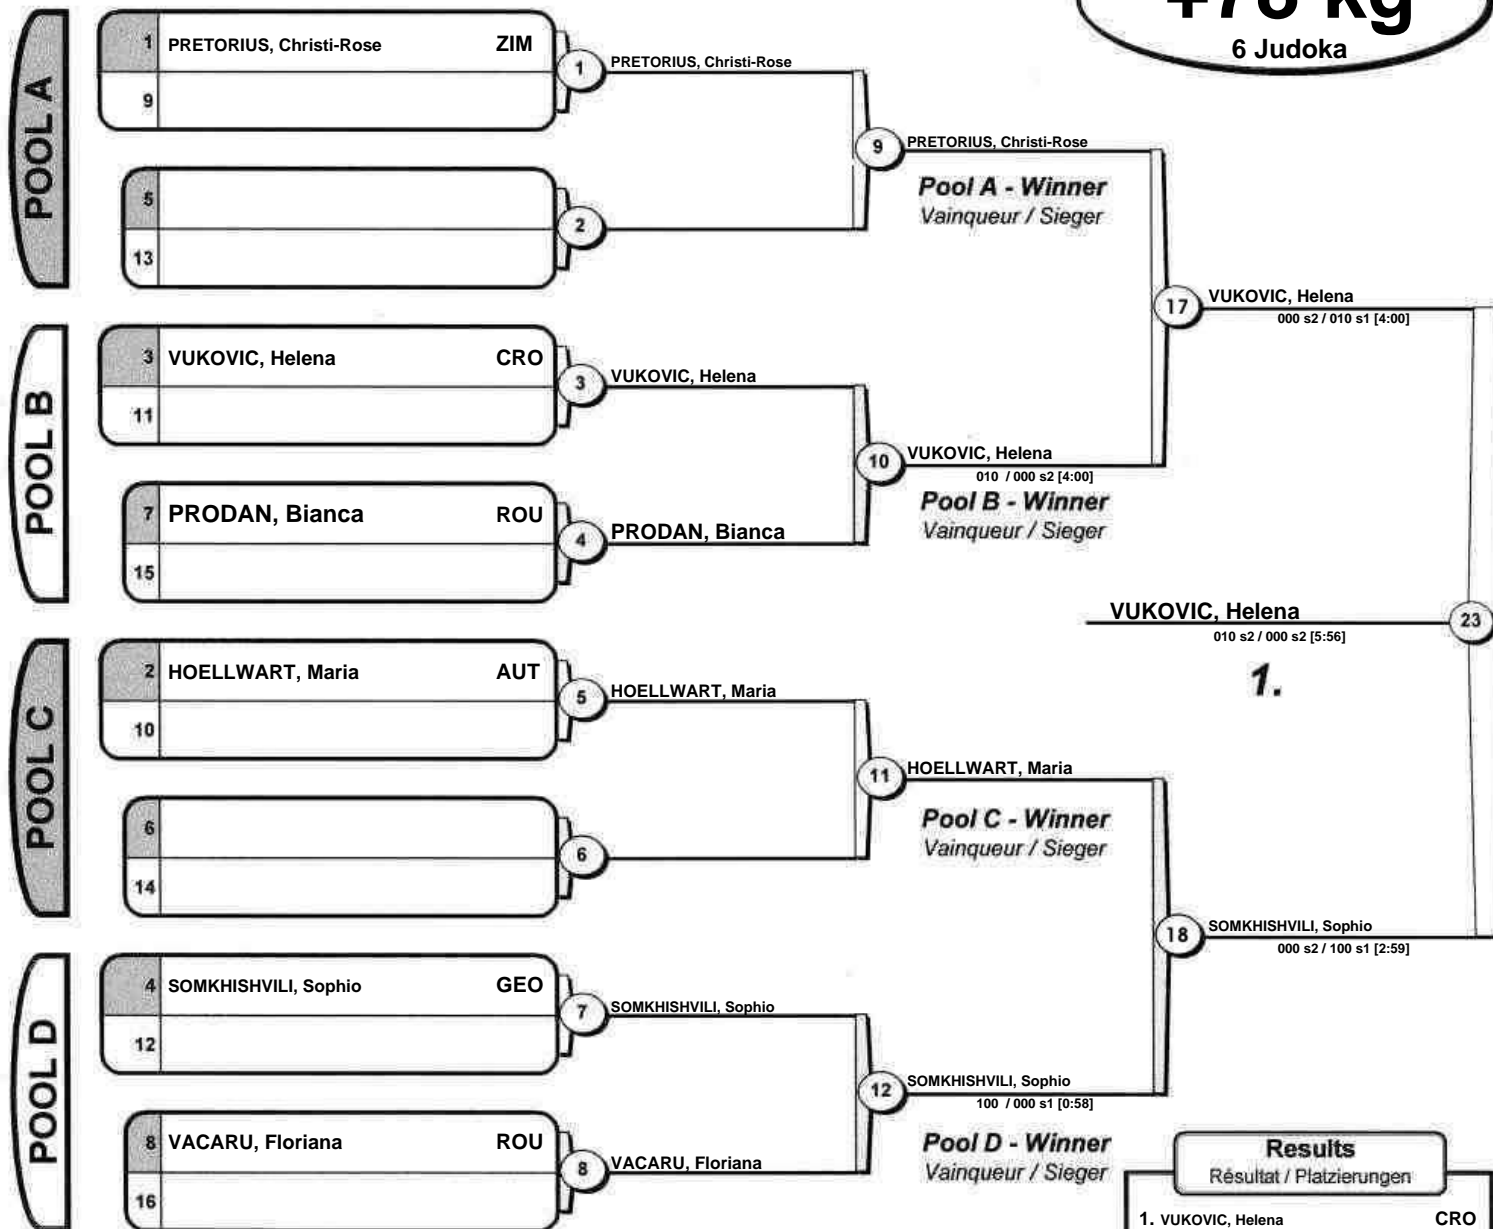 +78 kg
6 Judoka
POOL A
1 PRETORIUS, Christi-Rose ZIM
9
1 PRETORIUS, Christi-Rose
5
13
2
9 PRETORIUS, Christi-Rose
Pool A - Winner
Vainqueur / Sieger
POOL B
3 VUKOVIC, Helena CRO
11
3 VUKOVIC, Helena
7 PRODAN, Bianca ROU
15
4 PRODAN, Bianca
10 VUKOVIC, Helena
010 / 000 s2 [4:00]
Pool B - Winner
Vainqueur / Sieger
17 VUKOVIC, Helena
000 s2 / 010 s1 [4:00]
VUKOVIC, Helena 23
010 s2 / 000 s2 [5:56]
1.
POOL C
2 HOELLWART, Maria AUT
10
5 HOELLWART, Maria
6
14
6
11 HOELLWART, Maria
Pool C - Winner
Vainqueur / Sieger
18 SOMKHISHVILI, Sophio
000 s2 / 100 s1 [2:59]
POOL D
4 SOMKHISHVILI, Sophio GEO
12
7 SOMKHISHVILI, Sophio
8 VACARU, Floriana ROU
16
8 VACARU, Floriana
12 SOMKHISHVILI, Sophio
100 / 000 s1 [0:58]
Pool D - Winner
Vainqueur / Sieger
Results
Résultat / Platzierungen
1. VUKOVIC, Helena CRO